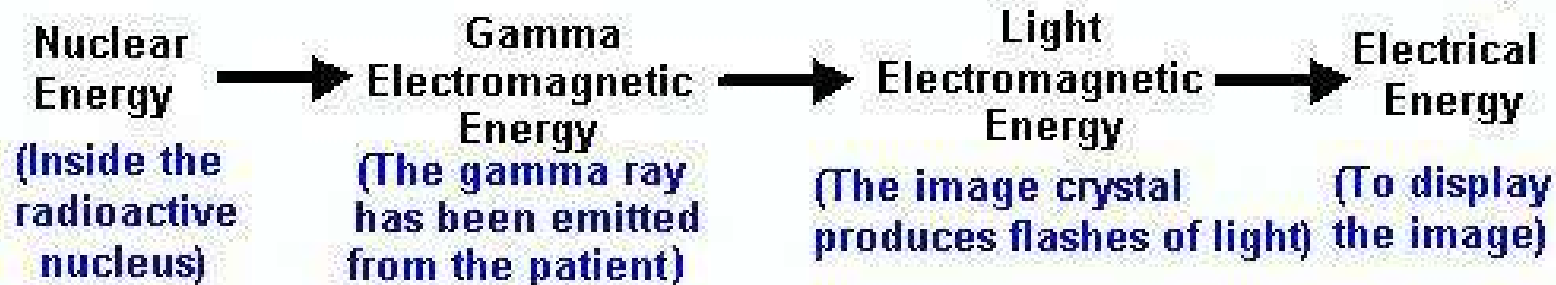 Nuclear
Energy
(Inside the
radioactive
nucleus)
Gamma
Electromagnetic
Energy
(The gamma ray
has been emitted
from the patient)
Light
Electromagnetic
Energy
(The image crystal
produces flashes of light)
Electrical
Energy
(To display
the image)